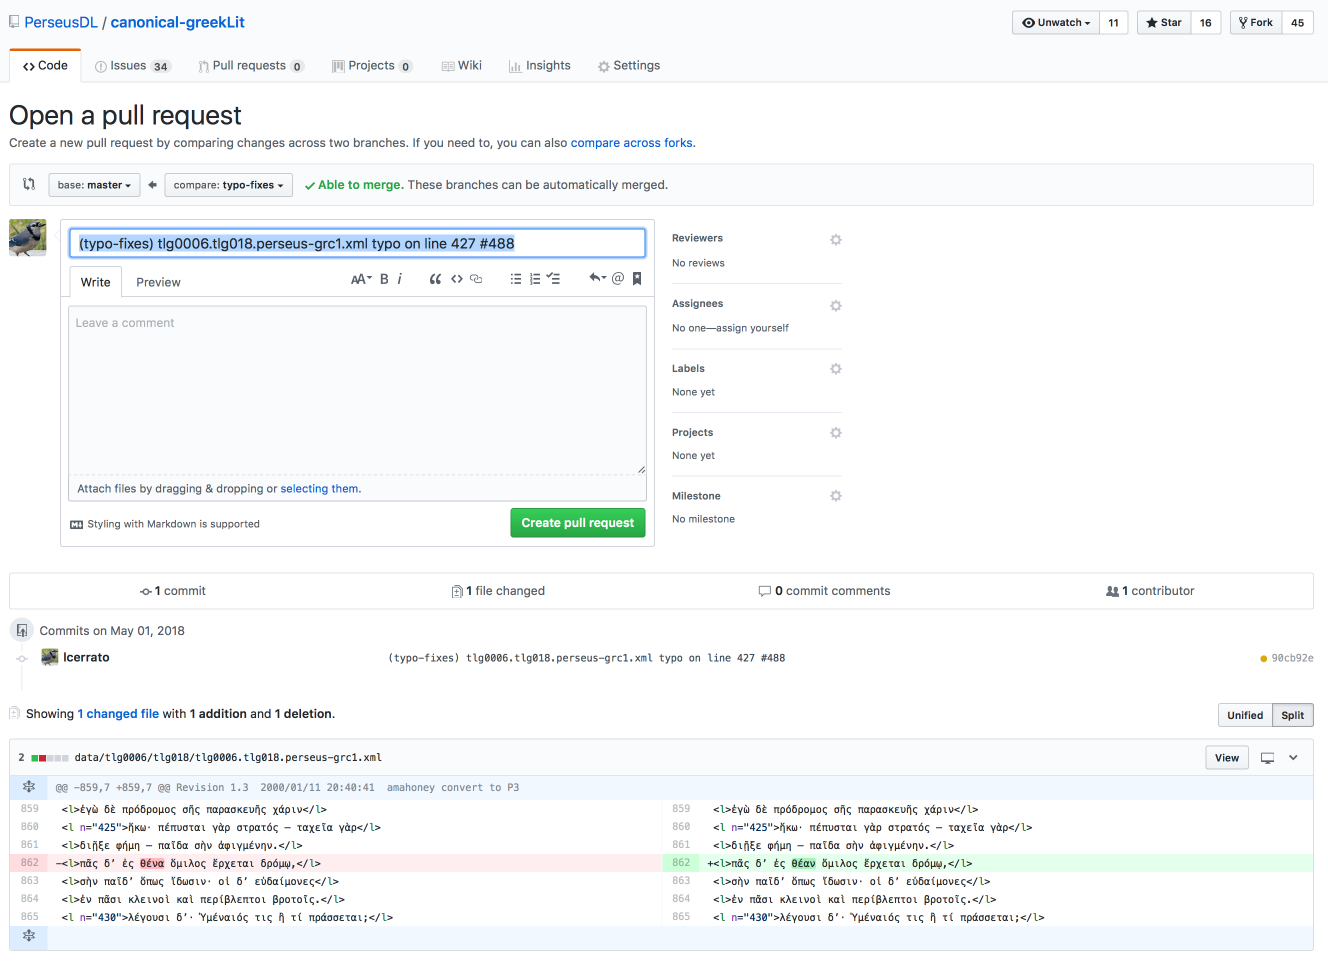 PerseusDL / canonical-greekLit
Unwatch 11 Star 16 Fork 45
Code Issues 34 Pull requests 0 Projects 0 Wiki Insights Settings
Open a pull request
Create a new pull request by comparing changes across two branches. If you need to, you can also compare across forks.
base: master compare: typo-fixes Able to merge. These branches can be automatically merged.
(typo-fixes) tlg0006.tlg018.perseus-grc1.xml typo on line 427 #488
Write Preview AA B i
Leave a comment
Attach files by dragging & dropping or selecting them.
Styling with Markdown is supported
Create pull request
Reviewers
No reviews
Assignees
No one—assign yourself
Labels
None yet
Projects
None yet
Milestone
No milestone
1 commit 1 file changed 0 commit comments 1 contributor
Commits on May 01, 2018
lcerrato (typo-fixes) tlg0006.tlg018.perseus-grc1.xml typo on line 427 #488 90cb92e
Showing 1 changed file with 1 addition and 1 deletion.
Unified Split
2 data/tlg0006/tlg018/tlg0006.tlg018.perseus-grc1.xml View
@@ -859,7 +859,7 @@ Revision 1.3 2000/01/11 20:40:41 amahoney convert to P3
859 <l>ἐγὼ δὲ πρόδρομος σῆς παρασκευῆς χάριν</l> 859 <l>ἐγὼ δὲ πρόδρομος σῆς παρασκευῆς χάριν</l>
860 <l n="425">ἥκω· πέπυσται γὰρ στρατός — ταχεῖα γὰρ</l> 860 <l n="425">ἥκω· πέπυσται γὰρ στρατός — ταχεῖα γὰρ</l>
861 <l>διῇξε φήμη — παῖδα σὴν ἀφιγμένην.</l> 861 <l>διῇξε φήμη — παῖδα σὴν ἀφιγμένην.</l>
862 -<l>πᾶς δ’ ἐς θένα ὅμιλος ἔρχεται δρόμῳ,</l> 862 +<l>πᾶς δ’ ἐς θέαν ὅμιλος ἔρχεται δρόμῳ,</l>
863 <l>σὴν παῖδ’ ὅπως ἴδωσιν· οἱ δ’ εὐδαίμονες</l> 863 <l>σὴν παῖδ’ ὅπως ἴδωσιν· οἱ δ’ εὐδαίμονες</l>
864 <l>ἐν πᾶσι κλεινοὶ καὶ περίβλεπτοι βροτοῖς.</l> 864 <l>ἐν πᾶσι κλεινοὶ καὶ περίβλεπτοι βροτοῖς.</l>
865 <l n="430">λέγουσι δ’· Ὑμέναιός τις ἢ τί πράσσεται;</l> 865 <l n="430">λέγουσι δ’· Ὑμέναιός τις ἢ τί πράσσεται;</l>